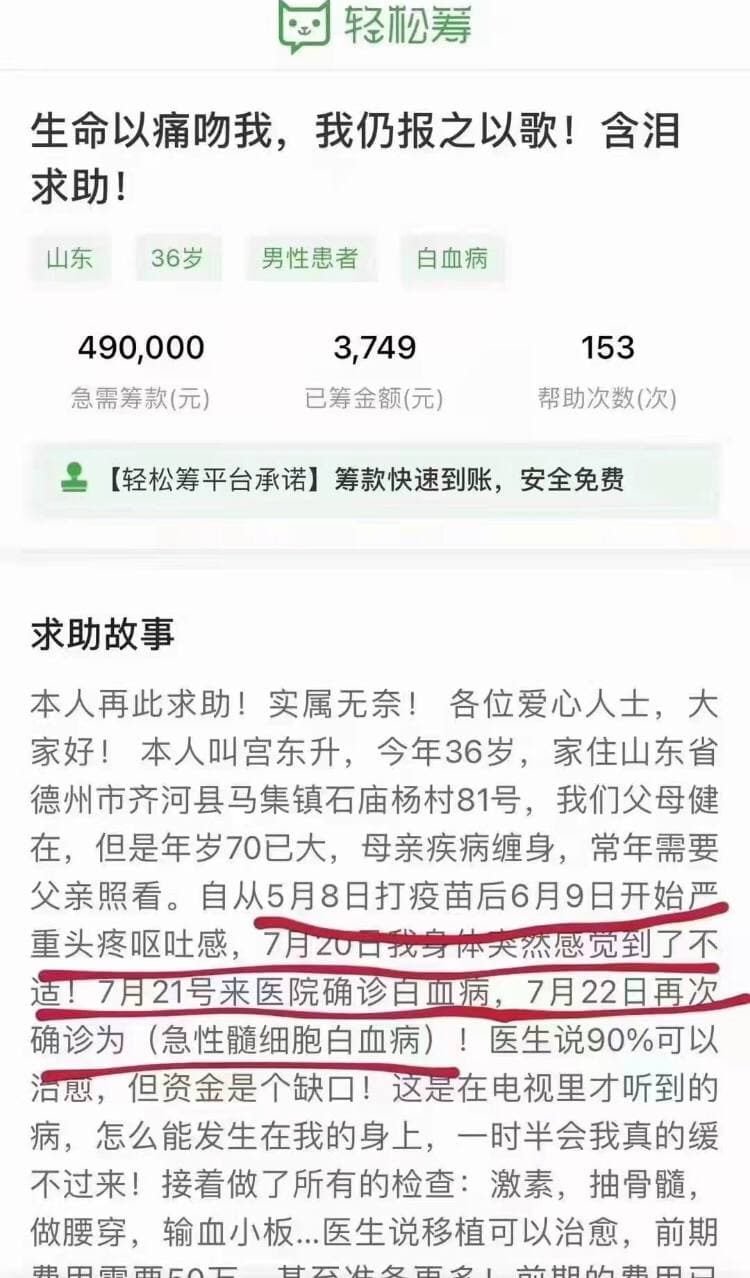 轻松筹
生命以痛吻我，我仍报之以歌！含泪
求助！
山东 36岁 男性患者 白血病
490,000 3,749 153
急需筹款(元) 已筹金额(元) 帮助次数(次)
【轻松筹平台承诺】筹款快速到账，安全免费
求助故事
本人再此求助！实属无奈！ 各位爱心人士，大
家好！ 本人叫宫东升，今年36岁，家住山东省
德州市齐河县马集镇石庙杨村81号，我们父母健
在，但是年岁70已大，母亲疾病缠身，常年需要
父亲照看。自从5月8日打疫苗后6月9日开始严
重头疼呕吐感，7月20日我身体突然感觉到了不
适！7月21号来医院确诊白血病，7月22日再次
确诊为（急性髓细胞白血病）！医生说90%可以
治愈，但资金是个缺口！这是在电视里才听到的
病，怎么能发生在我的身上，一时半会我真的缓
不过来！接着做了所有的检查：激素，抽骨髓，
做腰穿，输血小板...医生说移植可以治愈，前期
费用需要50万，甚至准备更多！前期的费用已